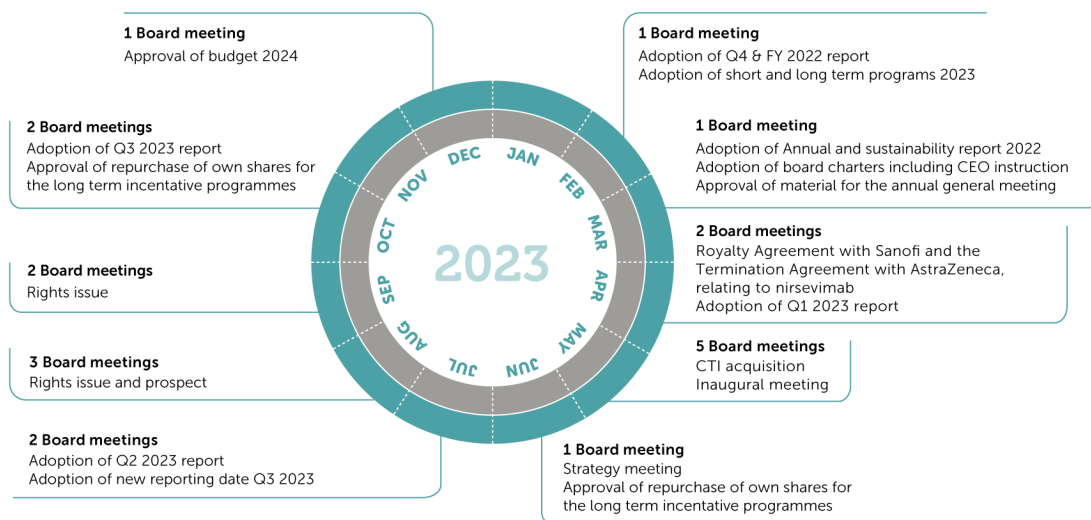 1 Board meeting
Approval of budget 2024
1 Board meeting
Adoption of Q4 & FY 2022 report
Adoption of short and long term programs 2023
2 Board meetings
Adoption of Q3 2023 report
Approval of repurchase of own shares for
the long term incentative programmes
1 Board meeting
Adoption of Annual and sustainability report 2022
Adoption of board charters including CEO instruction
Approval of material for the annual general meeting
2 Board meetings
Rights issue
2 Board meetings
Royalty Agreement with Sanofi and the
Termination Agreement with AstraZeneca,
relating to nirsevimab
Adoption of Q1 2023 report
3 Board meetings
Rights issue and prospect
5 Board meetings
CTI acquisition
Inaugural meeting
2 Board meetings
Adoption of Q2 2023 report
Adoption of new reporting date Q3 2023
1 Board meeting
Strategy meeting
Approval of repurchase of own shares for
the long term incentative programmes
JAN
FEB
MAR
APR
MAY
JUN
JUL
AUG
SEP
OCT
NOV
DEC
2023